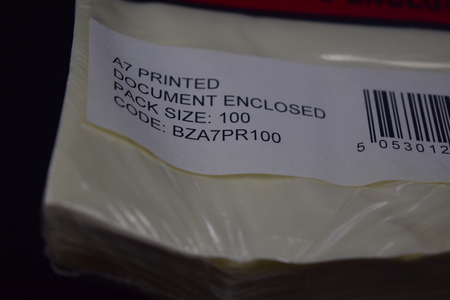 A7 PRINTED
DOCUMENT ENCLOSED
PACK SIZE: 100
CODE: BZA7PR100
5 053012